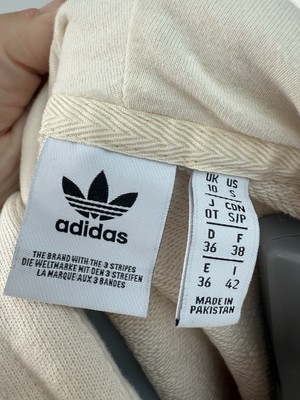 adidas
THE BRAND WITH THE 3 STRIPES
DIE WELTMARKE MIT DEN 3 STREIFEN
LA MARQUE AUX 3 BANDES
UK US
10 S
J CDN
OT S/P
D F
36 38
E I
36 42
MADE IN
PAKISTAN